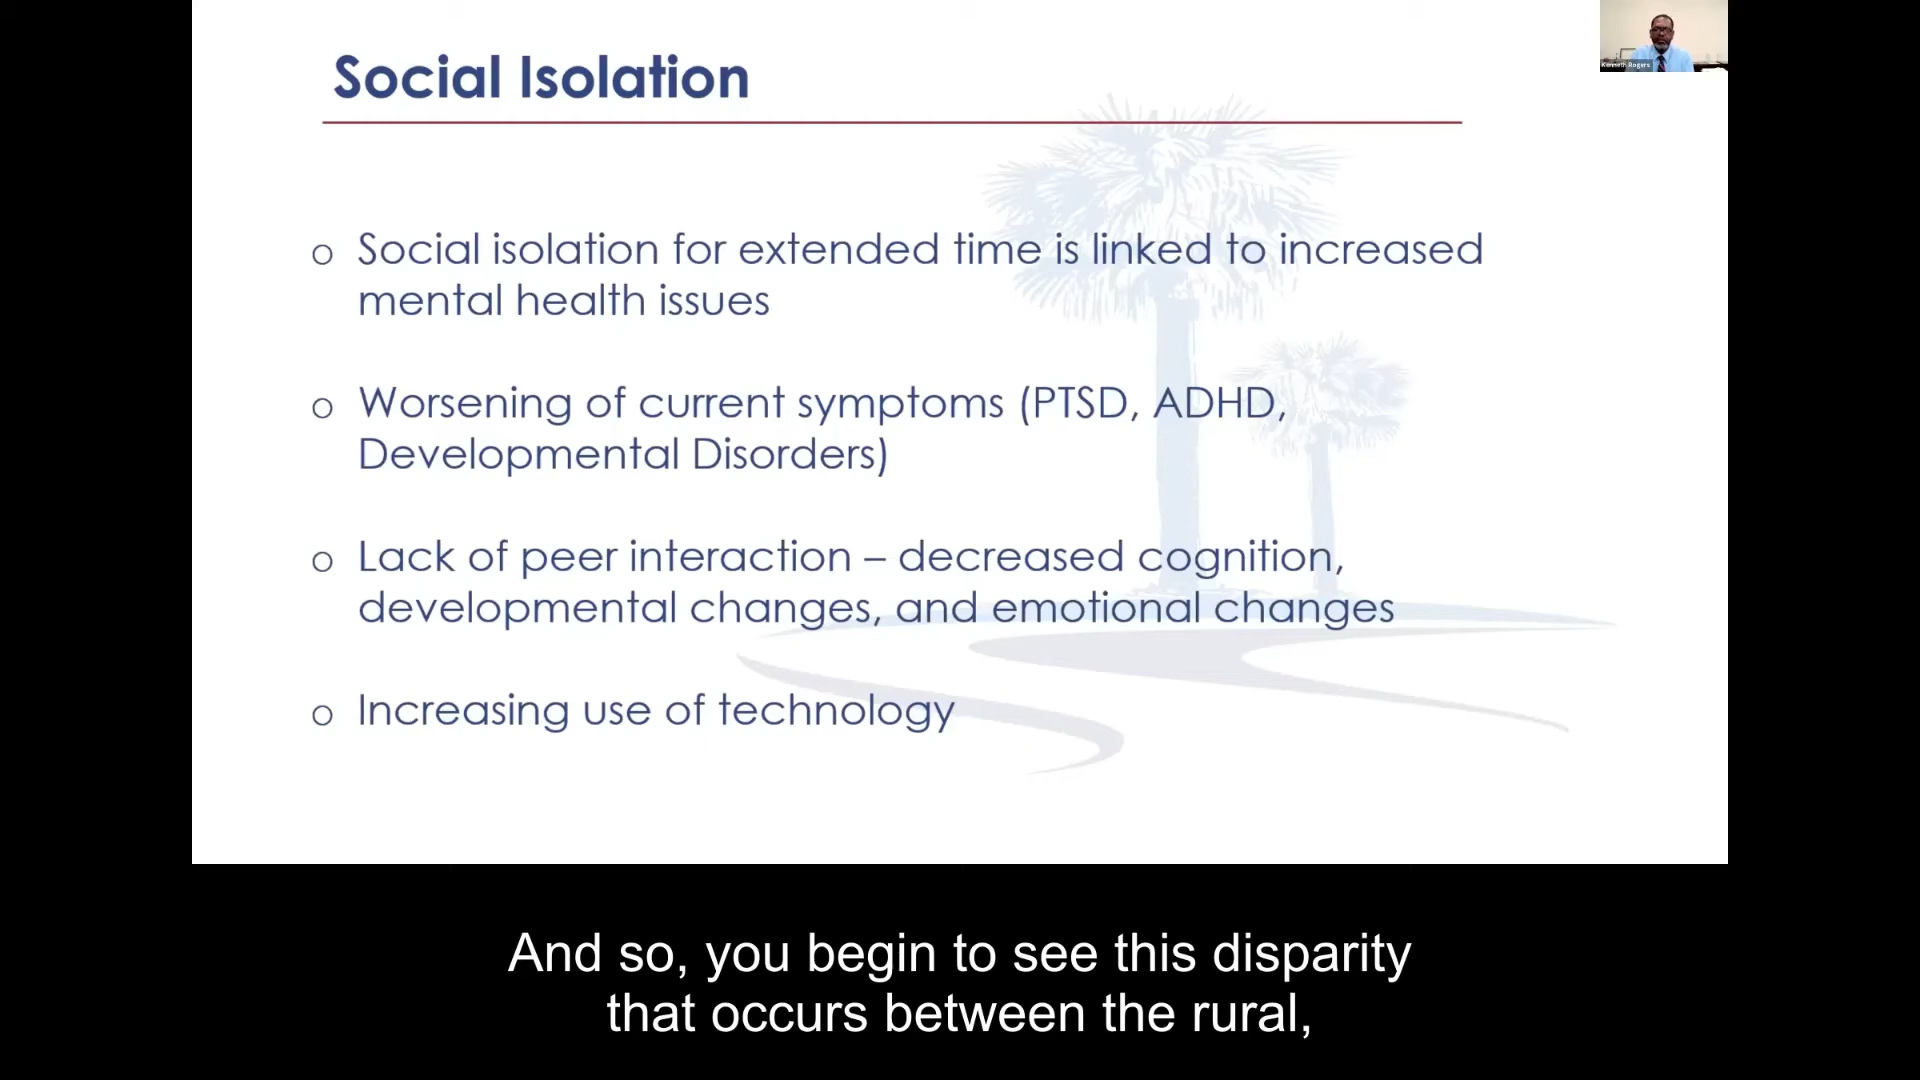 Social Isolation
Kenneth Rogers
o Social isolation for extended time is linked to increased
mental health issues
o Worsening of current symptoms (PTSD, ADHD,
Developmental Disorders)
o Lack of peer interaction – decreased cognition,
developmental changes, and emotional changes
o Increasing use of technology
And so, you begin to see this disparity
that occurs between the rural,